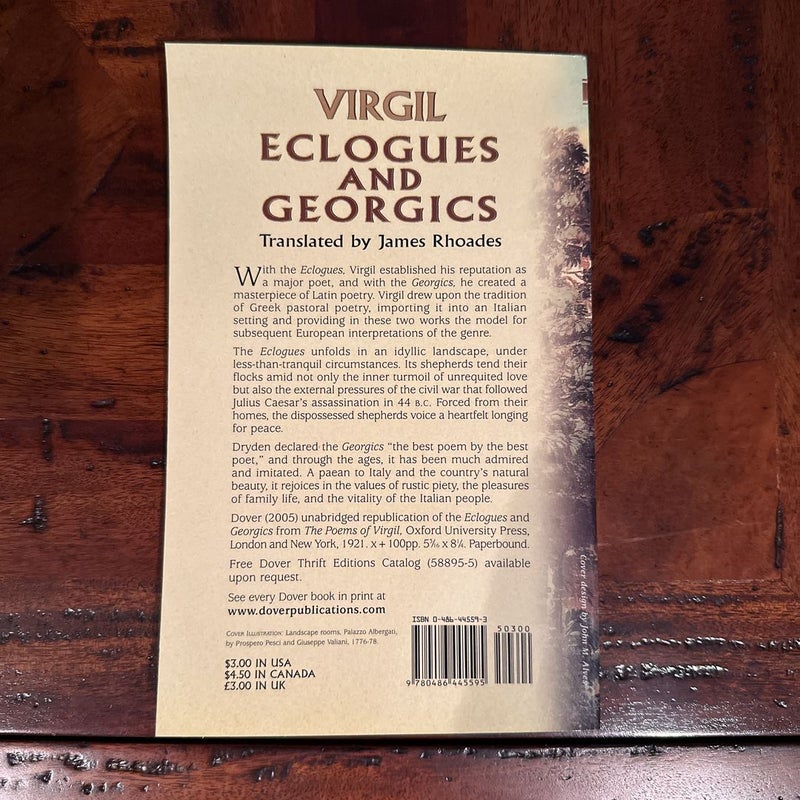 VIRGIL
ECLOGUES
AND
GEORGICS
Translated by James Rhoades
With the Eclogues, Virgil established his reputation as
a major poet, and with the Georgics, he created a
masterpiece of Latin poetry. Virgil drew upon the tradition
of Greek pastoral poetry, importing it into an Italian
setting and providing in these two works the model for
subsequent European interpretations of the genre.
The Eclogues unfolds in an idyllic landscape, under
less-than-tranquil circumstances. Its shepherds tend their
flocks amid not only the inner turmoil of unrequited love
but also the external pressures of the civil war that followed
Julius Caesar's assassination in 44 B.C. Forced from their
homes, the dispossessed shepherds voice a heartfelt longing
for peace.
Dryden declared the Georgics "the best poem by the best
poet," and through the ages, it has been much admired
and imitated. A paean to Italy and the country's natural
beauty, it rejoices in the values of rustic piety, the pleasures
of family life, and the vitality of the Italian people.
Dover (2005) unabridged republication of the Eclogues and
Georgics from The Poems of Virgil, Oxford University Press,
London and New York, 1921. x + 100pp. 5³⁄₁₆ x 8¼. Paperbound.
Free Dover Thrift Editions Catalog (58895-5) available
upon request.
See every Dover book in print at
www.doverpublications.com
COVER ILLUSTRATION: Landscape rooms, Palazzo Albergati,
by Prospero Pesci and Giuseppe Valiani, 1776-78.
$3.00 IN USA
$4.50 IN CANADA
£3.00 IN UK
ISBN 0-486-44559-3
50300
9 780486 445595
Cover design by John M. Alves